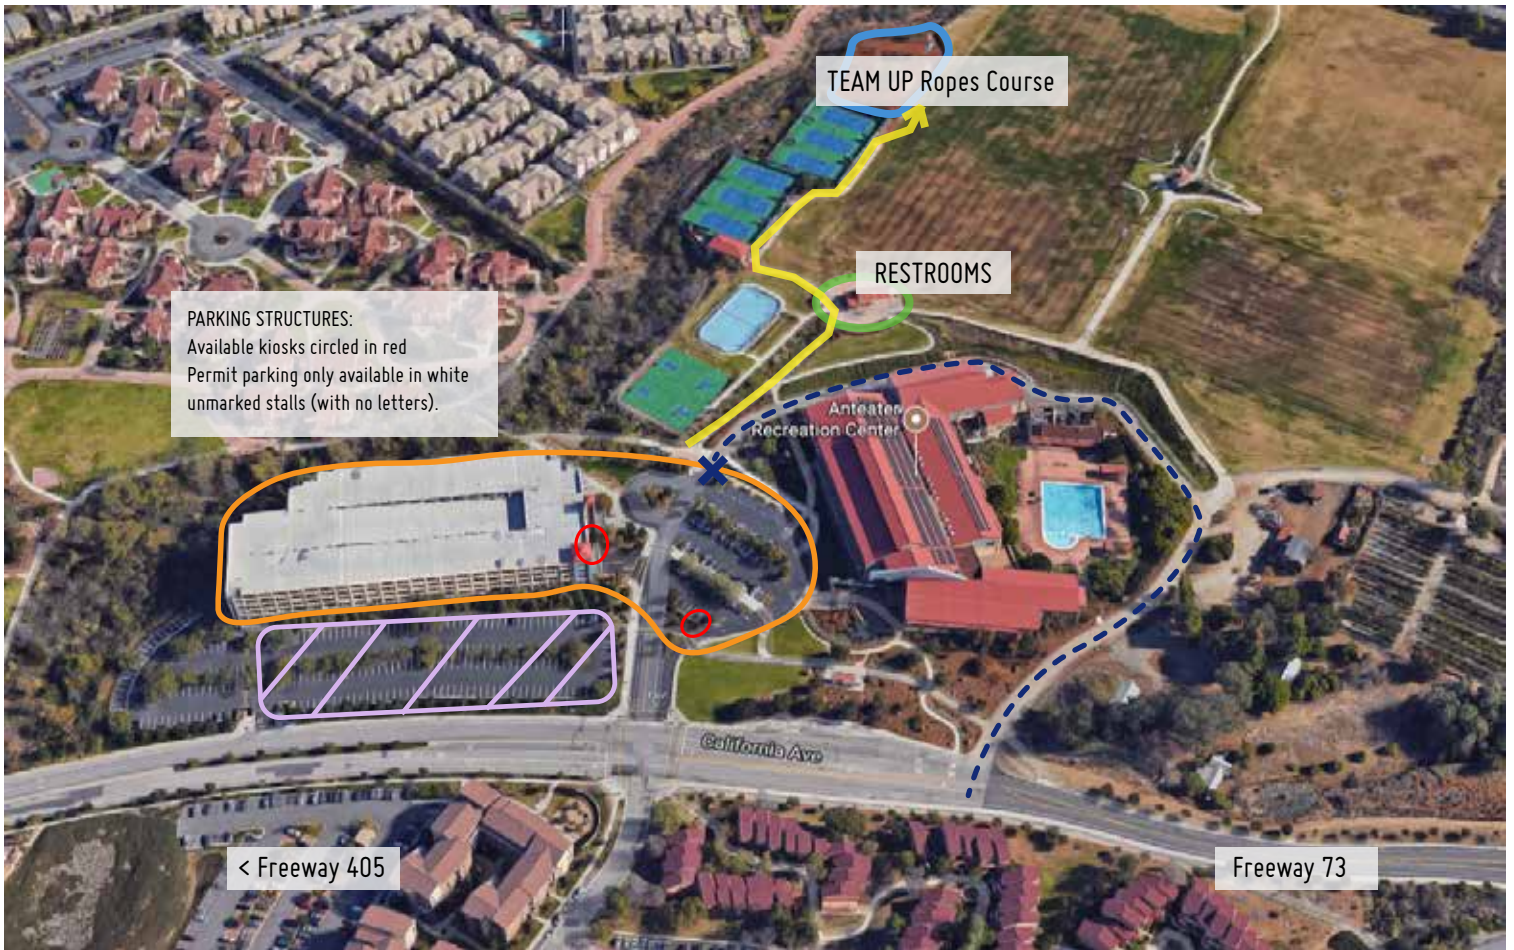 TEAM UP Ropes Course
RESTROOMS
PARKING STRUCTURES:
Available kiosks circled in red
Permit parking only available in white
unmarked stalls (with no letters).
Anteater
Recreation Center
California Ave
< Freeway 405
Freeway 73